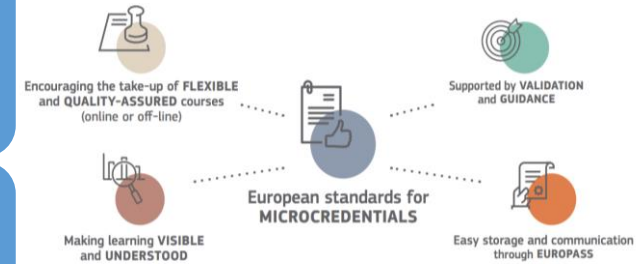 Encouraging the take-up of FLEXIBLE
and QUALITY-ASSURED courses
(online or off-line)
Supported by VALIDATION
and GUIDANCE
European standards for
MICROCREDENTIALS
Making learning VISIBLE
and UNDERSTOOD
Easy storage and communication
through EUROPASS